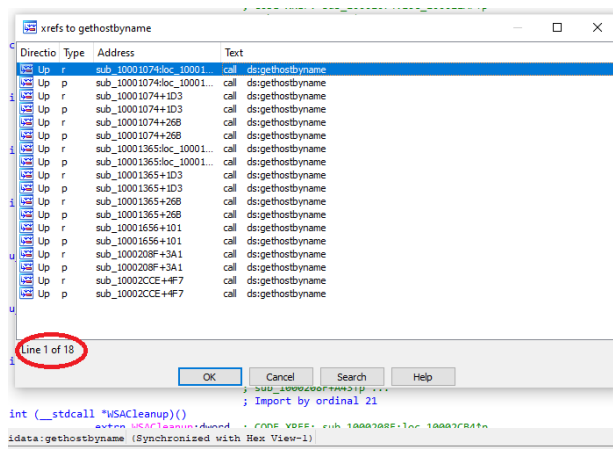 xrefs to gethostbyname
Directio Type Address Text
Up r sub_10001074:loc_10001... call ds:gethostbyname
Up p sub_10001074:loc_10001... call ds:gethostbyname
Up r sub_10001074+1D3 call ds:gethostbyname
Up p sub_10001074+1D3 call ds:gethostbyname
Up r sub_10001074+26B call ds:gethostbyname
Up p sub_10001074+26B call ds:gethostbyname
Up r sub_10001365:loc_10001... call ds:gethostbyname
Up p sub_10001365:loc_10001... call ds:gethostbyname
Up r sub_10001365+1D3 call ds:gethostbyname
Up p sub_10001365+1D3 call ds:gethostbyname
Up r sub_10001365+26B call ds:gethostbyname
Up p sub_10001365+26B call ds:gethostbyname
Up r sub_10001656+101 call ds:gethostbyname
Up p sub_10001656+101 call ds:gethostbyname
Up r sub_1000208F+3A1 call ds:gethostbyname
Up p sub_1000208F+3A1 call ds:gethostbyname
Up r sub_10002CCE+4F7 call ds:gethostbyname
Up p sub_10002CCE+4F7 call ds:gethostbyname
Line 1 of 18
OK Cancel Search Help
; Import by ordinal 21
int (__stdcall *WSACleanup)()
idata:gethostbyname (Synchronized with Hex View-1)